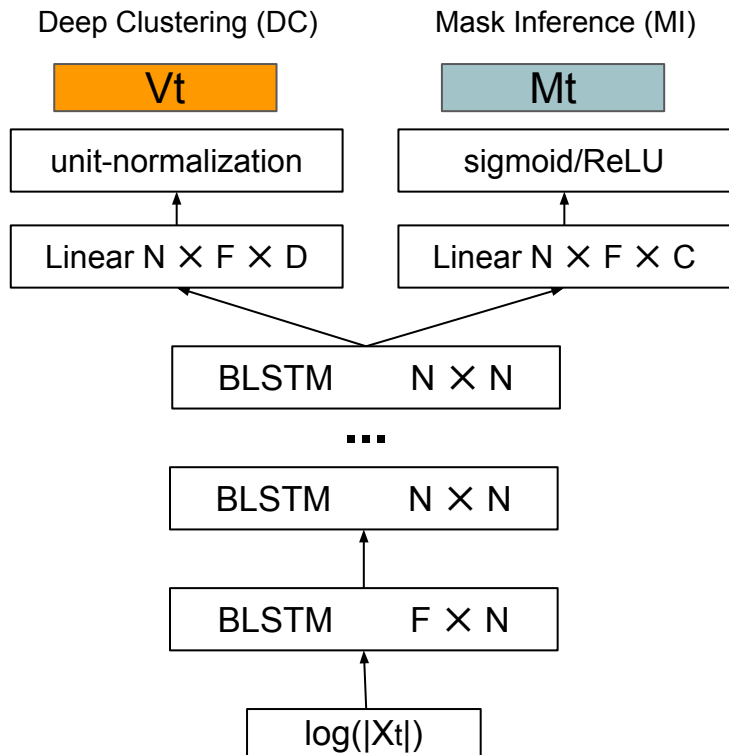 Deep Clustering (DC) Mask Inference (MI)
Vt Mt
unit-normalization sigmoid/ReLU
Linear N × F × D Linear N × F × C
BLSTM N × N
...
BLSTM N × N
BLSTM F × N
log(|Xt|)